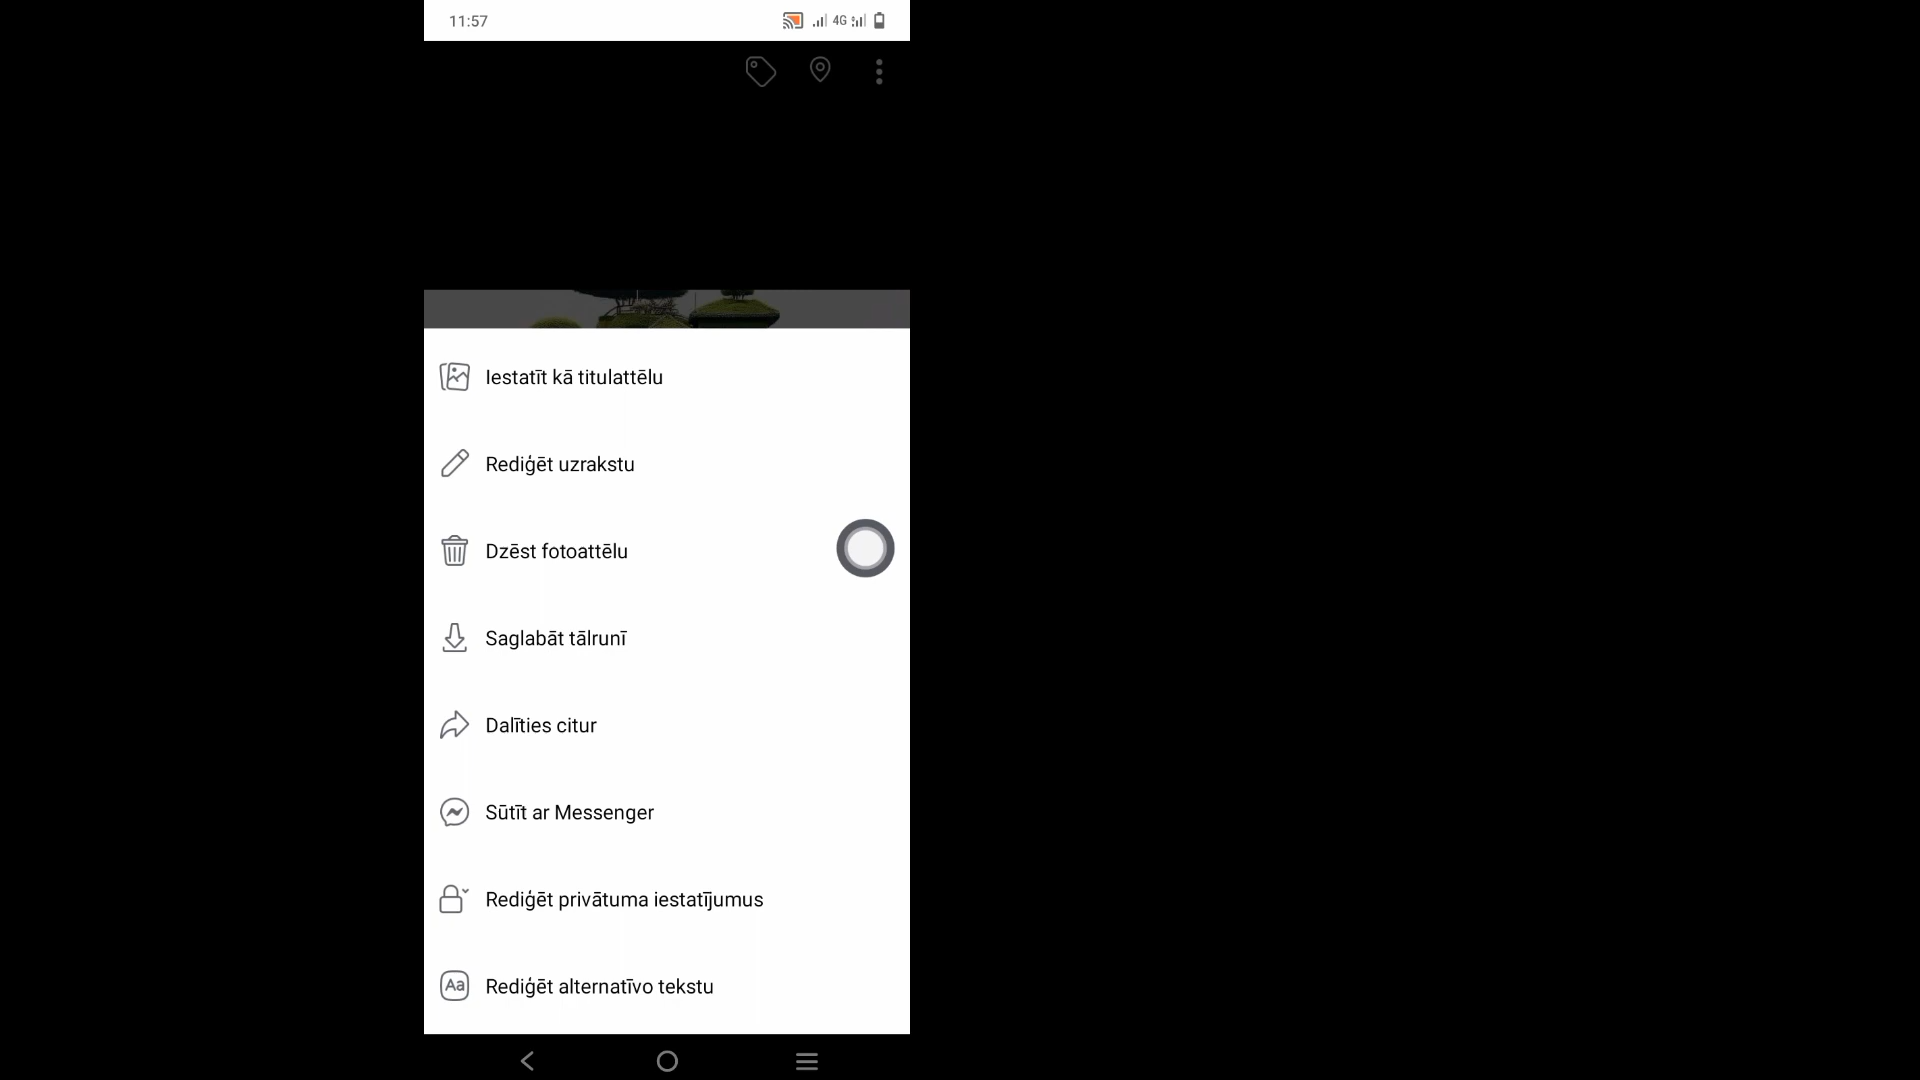 11:57
4G
Iestatīt kā titulattēlu
Rediģēt uzrakstu
Dzēst fotoattēlu
Saglabāt tālrunī
Dalīties citur
Sūtīt ar Messenger
Rediģēt privātuma iestatījumus
Aa
Rediģēt alternatīvo tekstu